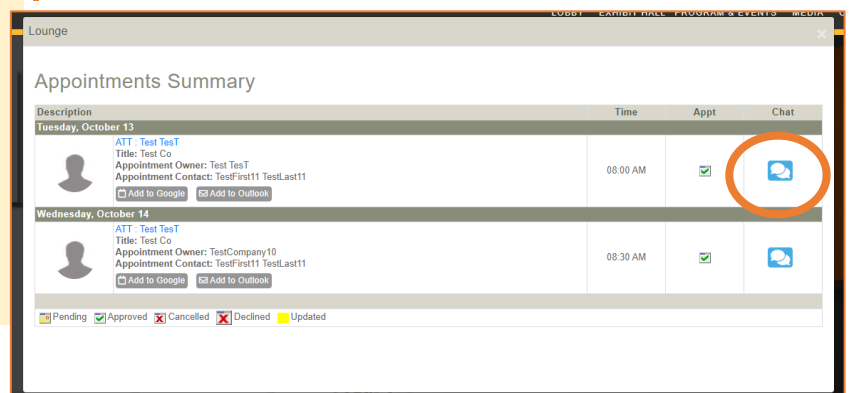 LOBBY EXHIBIT HALL PROGRAM & EVENTS MEDIA
Lounge
Appointments Summary
Description Time Appt Chat
Tuesday, October 13
ATT : Test TesT
Title: Test Co
Appointment Owner: Test TesT
Appointment Contact: TestFirst11 TestLast11
08:00 AM
Add to Google Add to Outlook
Wednesday, October 14
ATT : Test TesT
Title: Test Co
Appointment Owner: TestCompany10
Appointment Contact: TestFirst11 TestLast11
08:30 AM
Add to Google Add to Outlook
Pending Approved Cancelled Declined Updated